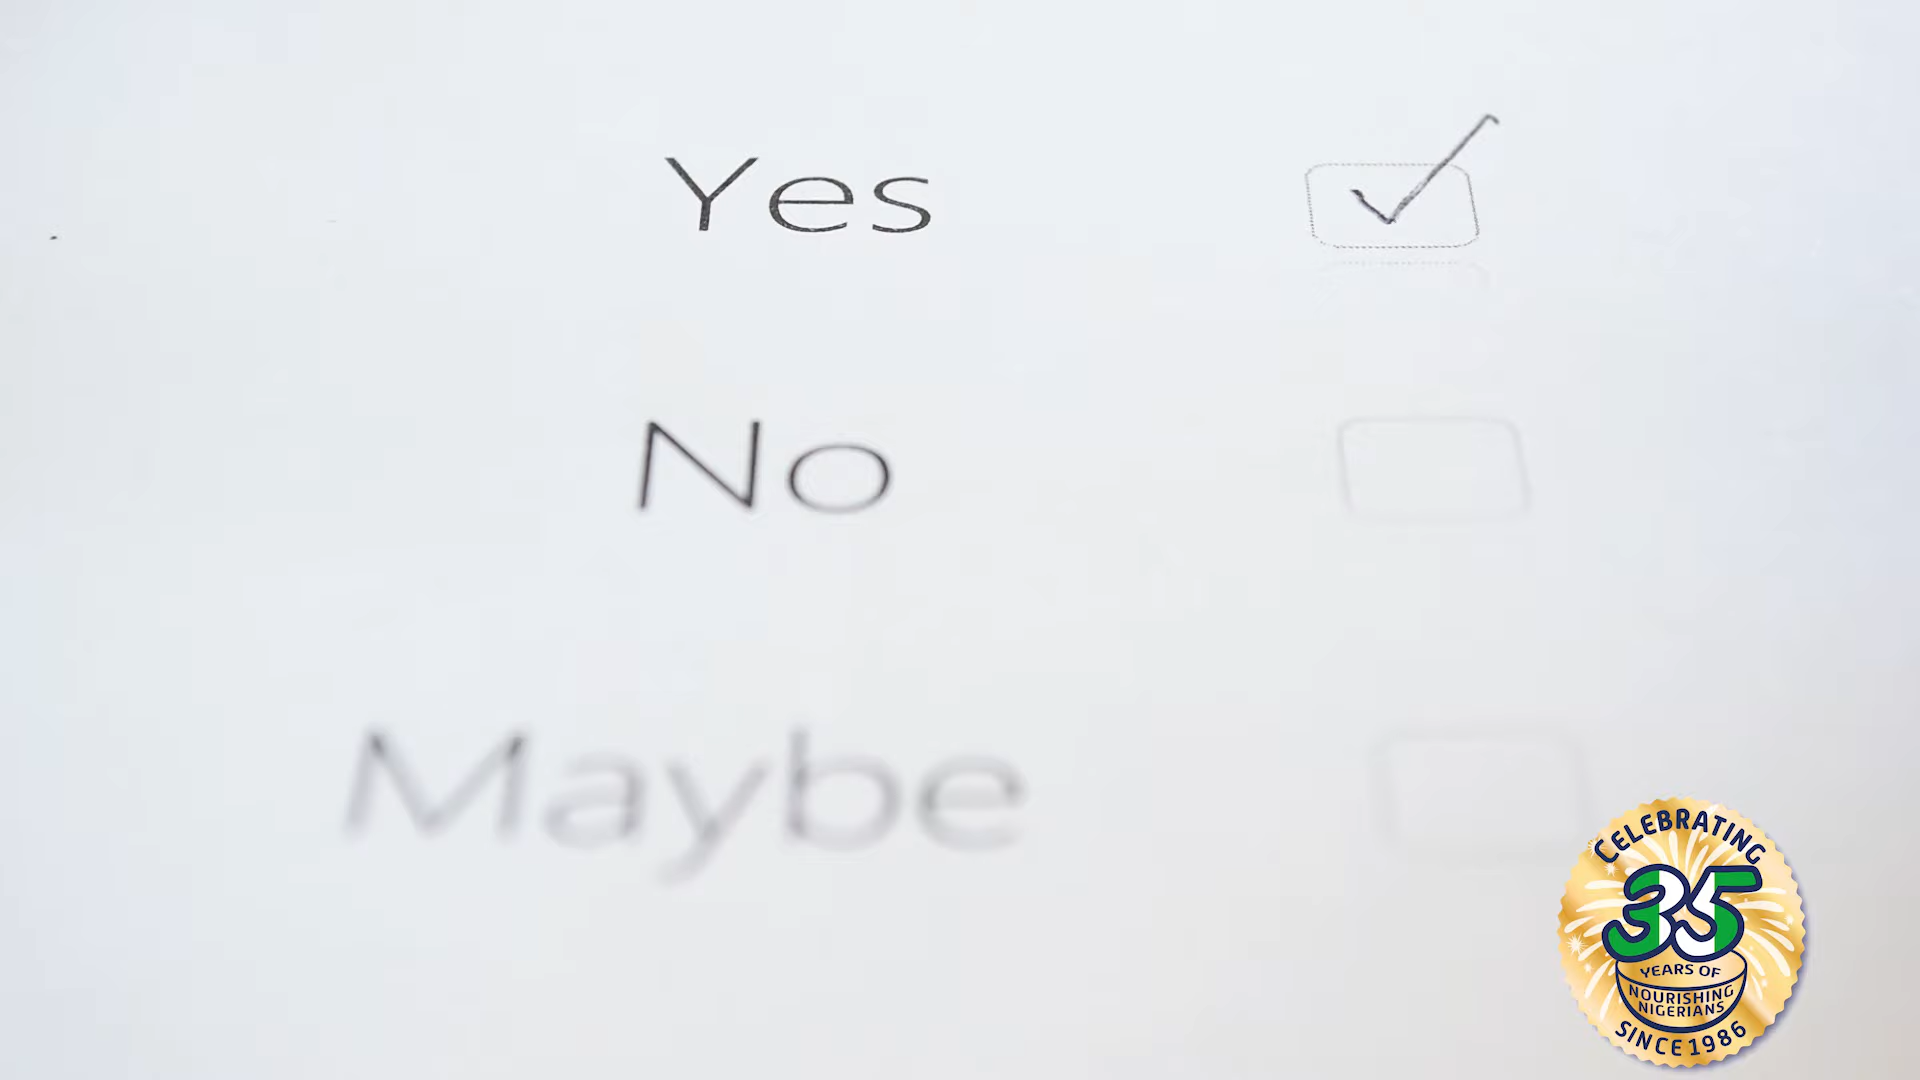 Yes
No
Maybe
CELEBRATING
35
YEARS OF
NOURISHING
NIGERIANS
SINCE 1986